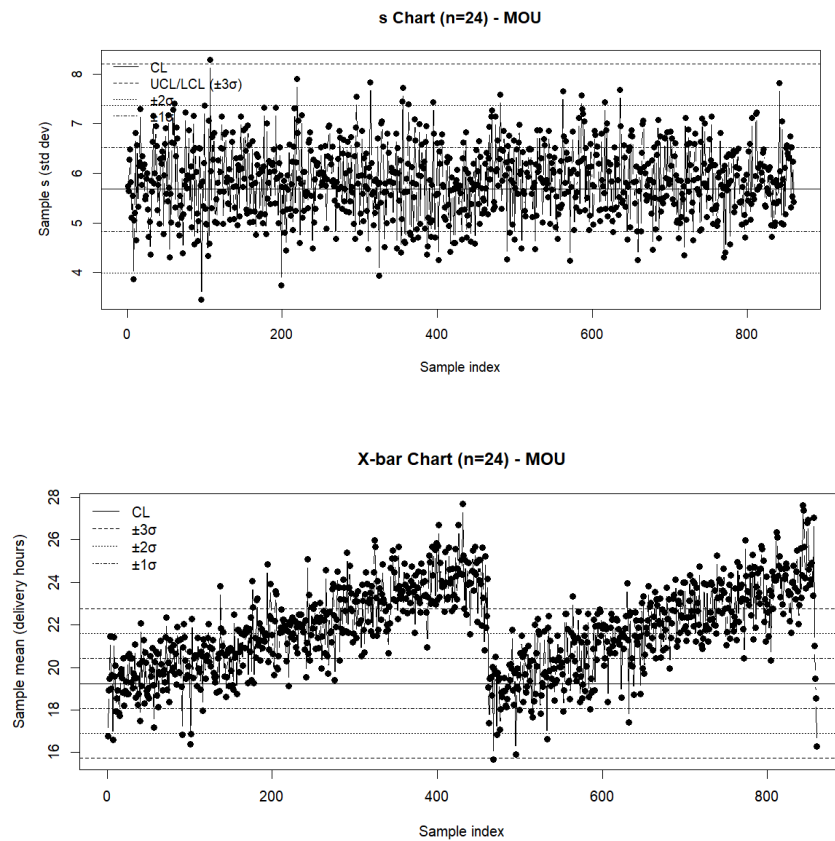 s Chart (n=24) - MOU
CL
UCL/LCL (±3σ)
±2σ
±1σ
8
7
6
5
4
Sample s (std dev)
0
200
400
600
800
Sample index
X-bar Chart (n=24) - MOU
CL
±3σ
±2σ
±1σ
28
26
24
22
20
18
16
Sample mean (delivery hours)
0
200
400
600
800
Sample index